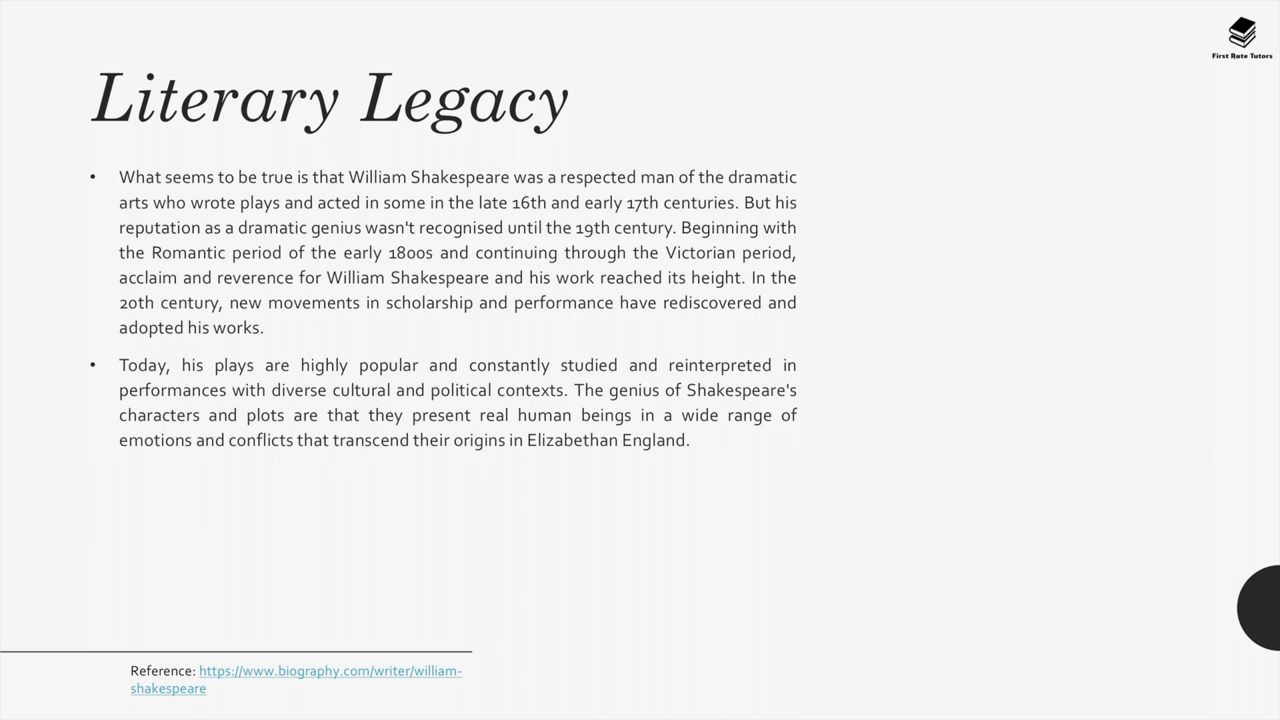 First Rate Tutors
Literary Legacy
• What seems to be true is that William Shakespeare was a respected man of the dramatic
arts who wrote plays and acted in some in the late 16th and early 17th centuries. But his
reputation as a dramatic genius wasn't recognised until the 19th century. Beginning with
the Romantic period of the early 1800s and continuing through the Victorian period,
acclaim and reverence for William Shakespeare and his work reached its height. In the
20th century, new movements in scholarship and performance have rediscovered and
adopted his works.
• Today, his plays are highly popular and constantly studied and reinterpreted in
performances with diverse cultural and political contexts. The genius of Shakespeare's
characters and plots are that they present real human beings in a wide range of
emotions and conflicts that transcend their origins in Elizabethan England.
Reference: https://www.biography.com/writer/william-
shakespeare